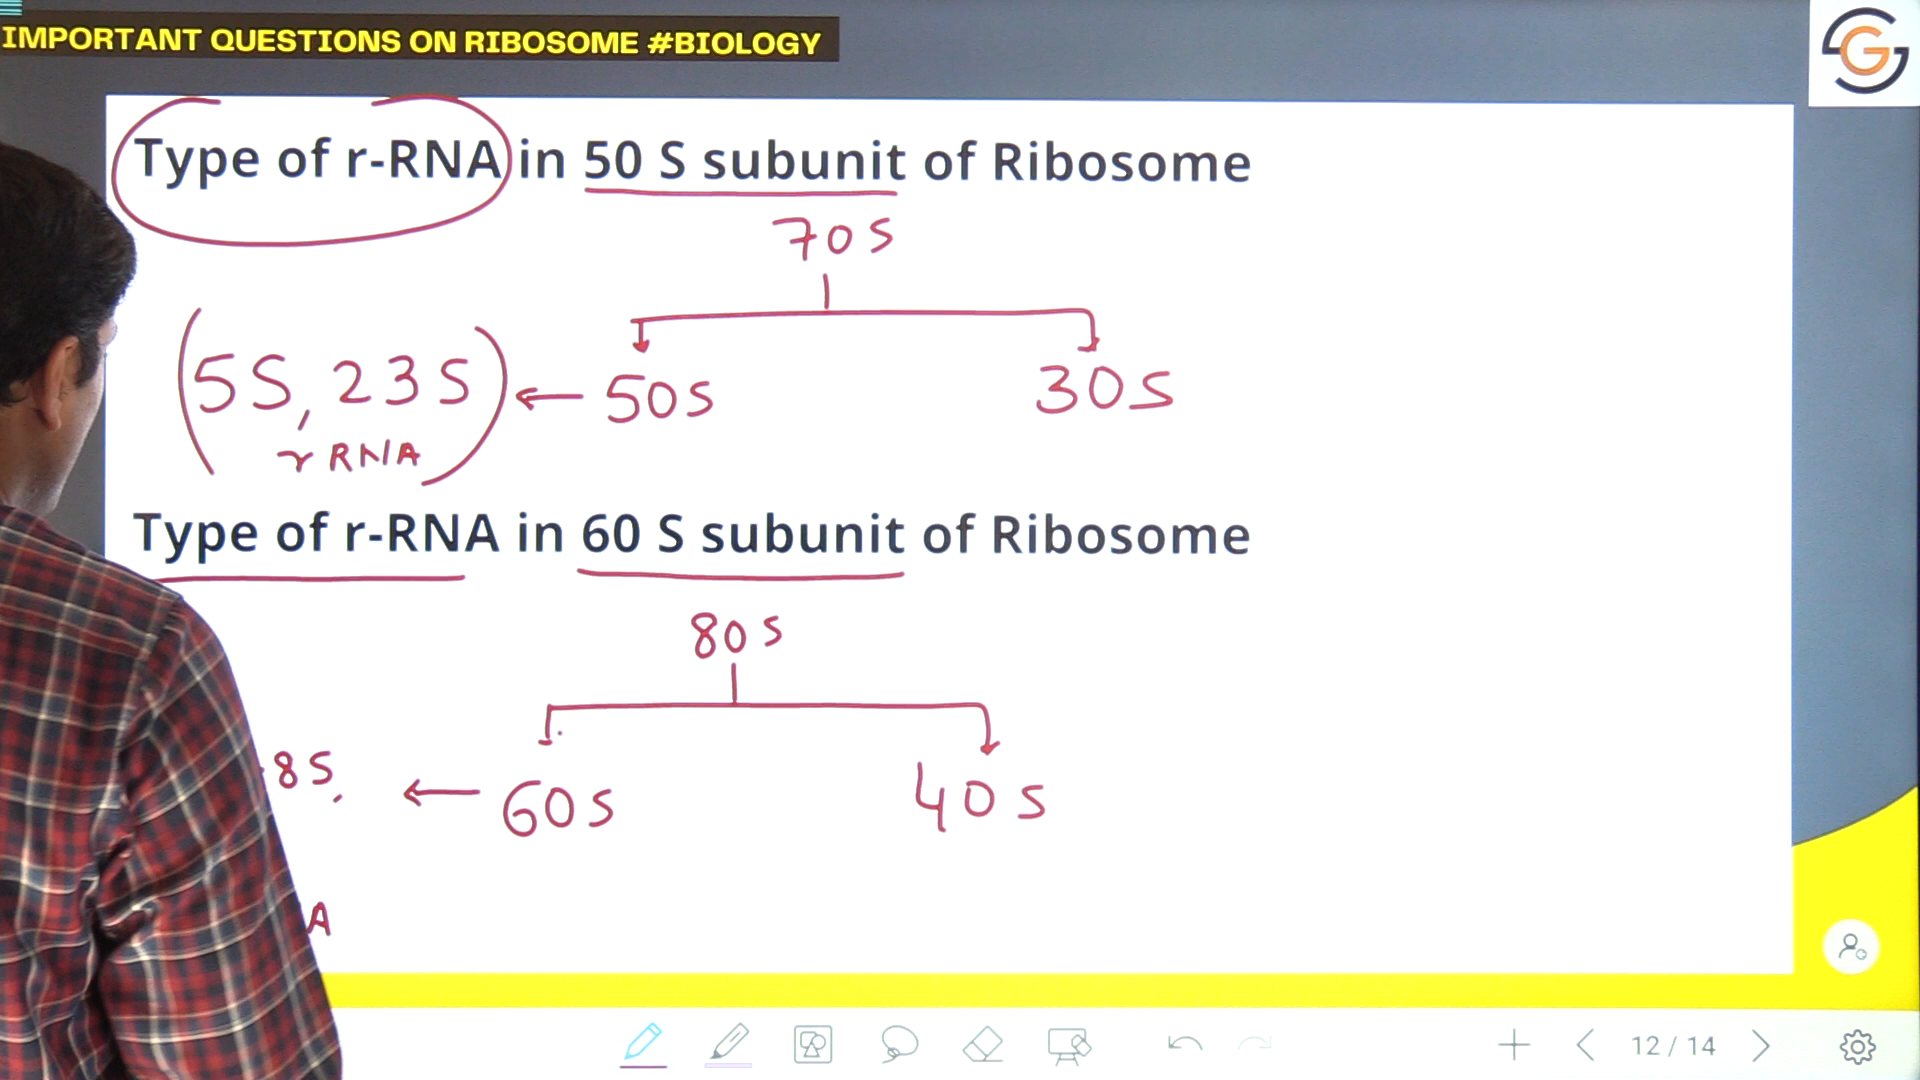 IMPORTANT QUESTIONS ON RIBOSOME #BIOLOGY
Type of r-RNA in 50 S subunit of Ribosome
70S
50S 30S
5S, 23S
rRNA
Type of r-RNA in 60 S subunit of Ribosome
80S
60S 40S
8S,
A
12 / 14